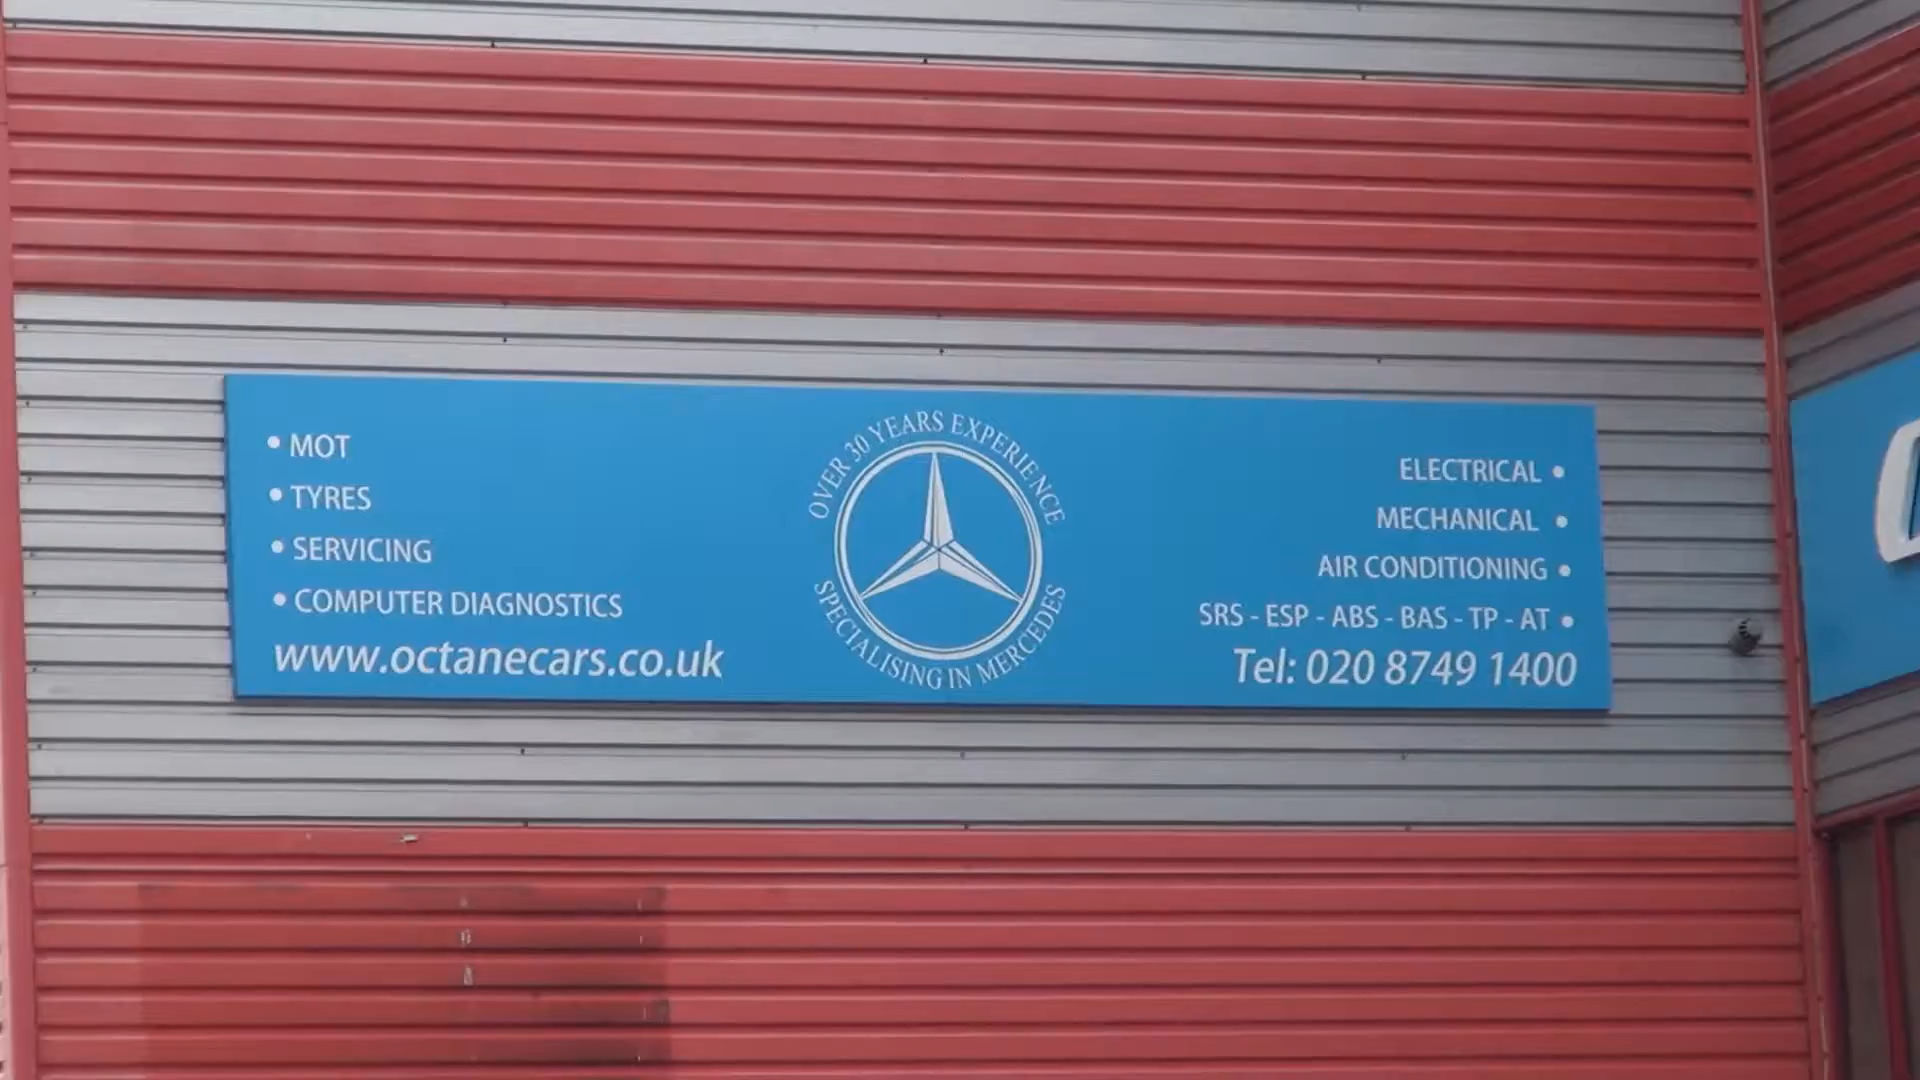 MOT
TYRES
SERVICING
COMPUTER DIAGNOSTICS
www.octanecars.co.uk
OVER 30 YEARS EXPERIENCE
SPECIALISING IN MERCEDES
ELECTRICAL
MECHANICAL
AIR CONDITIONING
SRS - ESP - ABS - BAS - TP - AT
Tel: 020 8749 1400